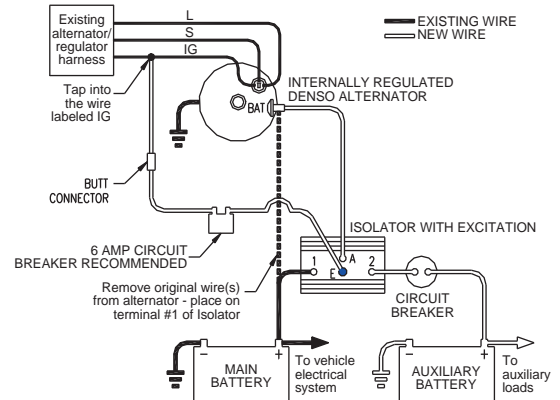 Existing
alternator/
regulator
harness
L
S
IG
EXISTING WIRE
NEW WIRE
Tap into
the wire
labeled IG
BAT
INTERNALLY REGULATED
DENSO ALTERNATOR
BUTT
CONNECTOR
6 AMP CIRCUIT
BREAKER RECOMMENDED
ISOLATOR WITH EXCITATION
1
A
E
2
Remove original wire(s)
from alternator - place on
terminal #1 of Isolator
CIRCUIT
BREAKER
- +
MAIN
BATTERY
To vehicle
electrical
system
- +
AUXILIARY
BATTERY
To
auxiliary
loads